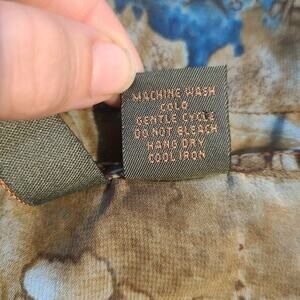 MACHINE WASH
COLD
GENTLE CYCLE
DO NOT BLEACH
HANG DRY
COOL IRON